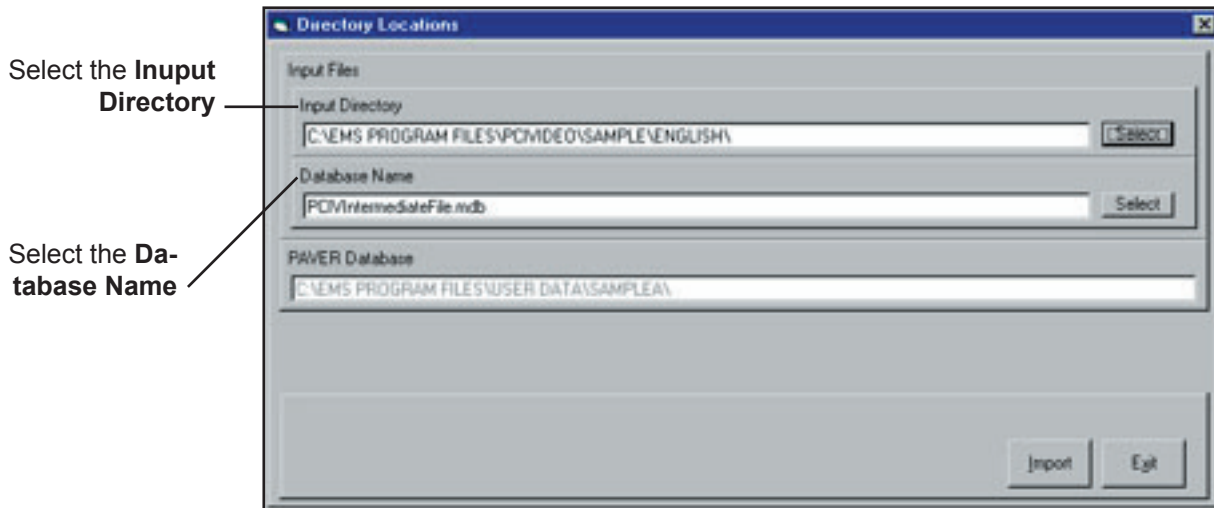 Directory Locations
Select the Inuput
Directory
Input Files
Input Directory
C:\EMS PROGRAM FILES\PCIVIDEO\SAMPLE\ENGLISH\
Select
Database Name
PCIVIntermediateFile.mdb
Select
Select the Da-
tabase Name
PAVER Database
C:\EMS PROGRAM FILES\USER DATA\SAMPLEA\
Import
Exit